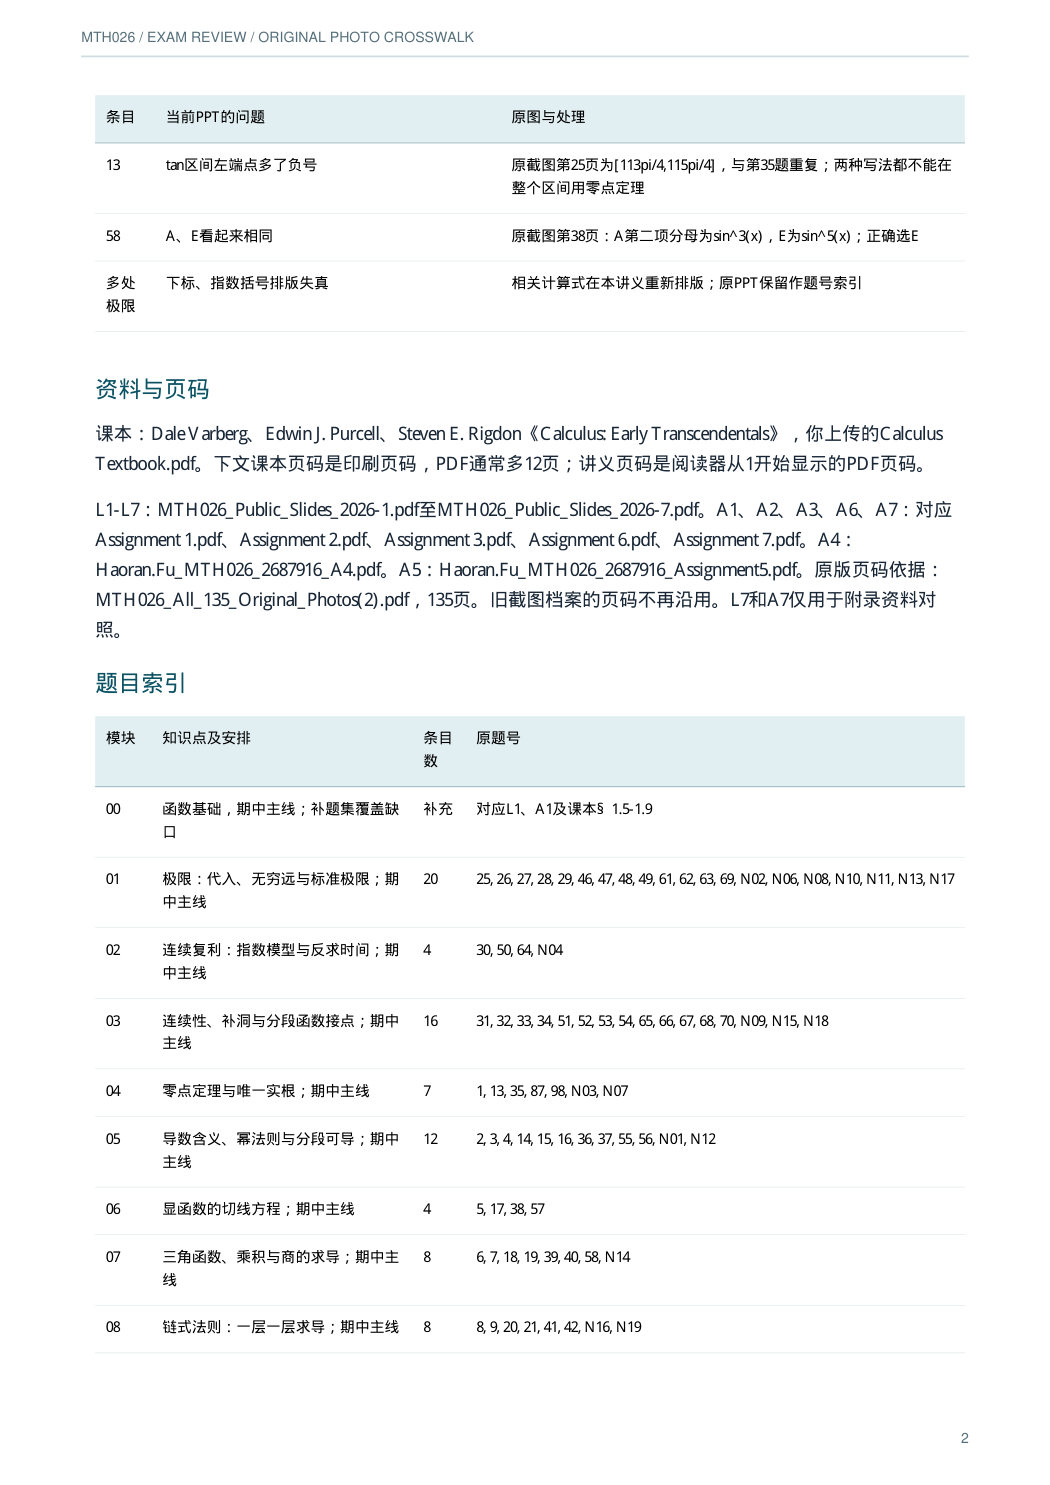 MTH026 / EXAM REVIEW / ORIGINAL PHOTO CROSSWALK
条目 当前PPT的问题 原图与处理
13 tan区间左端点多了负号 原截图第25页为[113pi/4,115pi/4]，与第35题重复；两种写法都不能在
整个区间用零点定理
58 A、E看起来相同 原截图第38页：A第二项分母为sin^3(x)，E为sin^5(x)；正确选E
多处 下标、指数括号排版失真 相关计算式在本讲义重新排版；原PPT保留作题号索引
极限
资料与页码
课本：Dale Varberg、Edwin J. Purcell、Steven E. Rigdon《Calculus: Early Transcendentals》，你上传的Calculus
Textbook.pdf。下文课本页码是印刷页码，PDF通常多12页；讲义页码是阅读器从1开始显示的PDF页码。
L1-L7：MTH026_Public_Slides_2026-1.pdf至MTH026_Public_Slides_2026-7.pdf。A1、A2、A3、A6、A7：对应
Assignment 1.pdf、Assignment 2.pdf、Assignment 3.pdf、Assignment 6.pdf、Assignment 7.pdf。A4：
Haoran.Fu_MTH026_2687916_A4.pdf。A5：Haoran.Fu_MTH026_2687916_Assignment5.pdf。原版页码依据：
MTH026_All_135_Original_Photos(2).pdf，135页。旧截图档案的页码不再沿用。L7和A7仅用于附录资料对
照。
题目索引
模块 知识点及安排 条目 原题号
数
00 函数基础，期中主线；补题集覆盖缺 补充 对应L1、A1及课本§ 1.5-1.9
口
01 极限：代入、无穷远与标准极限；期 20 25, 26, 27, 28, 29, 46, 47, 48, 49, 61, 62, 63, 69, N02, N06, N08, N10, N11, N13, N17
中主线
02 连续复利：指数模型与反求时间；期 4 30, 50, 64, N04
中主线
03 连续性、补洞与分段函数接点；期中 16 31, 32, 33, 34, 51, 52, 53, 54, 65, 66, 67, 68, 70, N09, N15, N18
主线
04 零点定理与唯一实根；期中主线 7 1, 13, 35, 87, 98, N03, N07
05 导数含义、幂法则与分段可导；期中 12 2, 3, 4, 14, 15, 16, 36, 37, 55, 56, N01, N12
主线
06 显函数的切线方程；期中主线 4 5, 17, 38, 57
07 三角函数、乘积与商的求导；期中主 8 6, 7, 18, 19, 39, 40, 58, N14
线
08 链式法则：一层一层求导；期中主线 8 8, 9, 20, 21, 41, 42, N16, N19
2